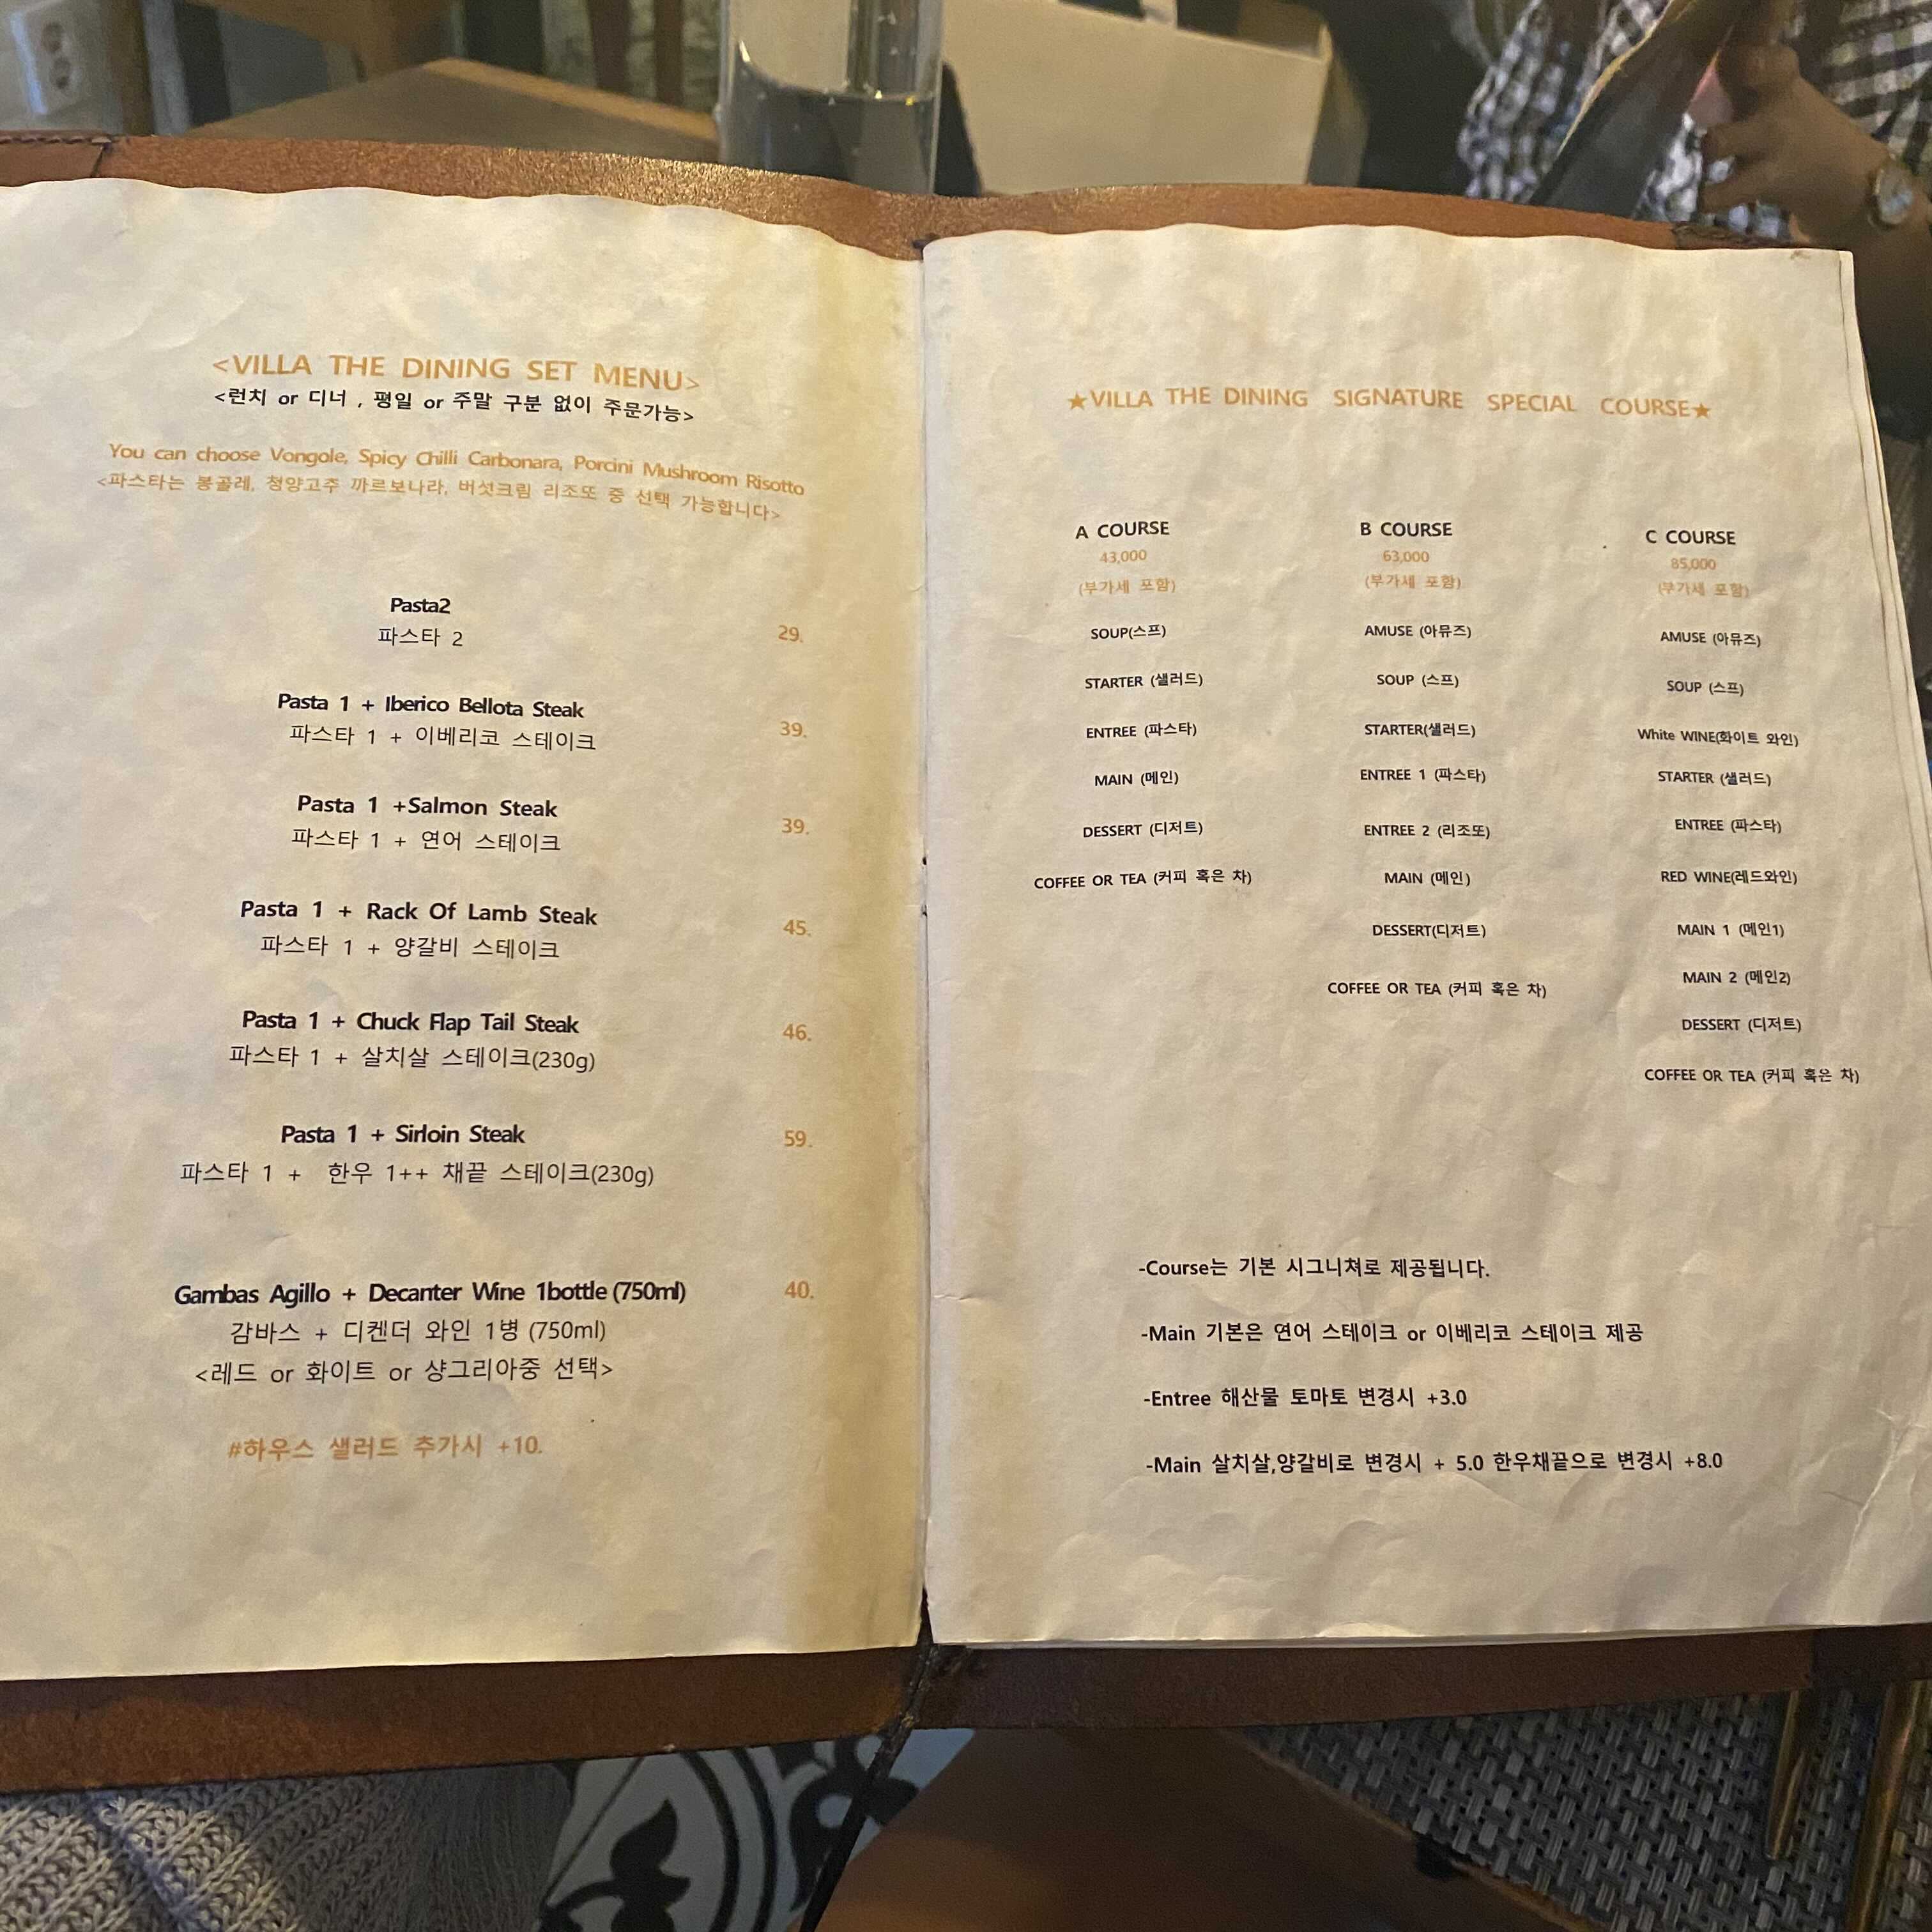 <VILLA THE DINING SET MENU>
<런치 or 디너 , 평일 or 주말 구분 없이 주문가능>
You can choose Vongole, Spicy Chilli Carbonara, Porcini Mushroom Risotto
<파스타는 봉골레, 청양고추 까르보나라, 버섯크림 리조또 중 선택 가능합니다>
Pasta2
파스타 2 29.
Pasta 1 + Iberico Bellota Steak
파스타 1 + 이베리코 스테이크 39.
Pasta 1 +Salmon Steak
파스타 1 + 연어 스테이크 39.
Pasta 1 + Rack Of Lamb Steak
파스타 1 + 양갈비 스테이크 45.
Pasta 1 + Chuck Flap Tail Steak
파스타 1 + 살치살 스테이크(230g) 46.
Pasta 1 + Sirloin Steak 59.
파스타 1 + 한우 1++ 채끝 스테이크(230g)
Gambas Agillo + Decanter Wine 1bottle (750ml) 40.
감바스 + 디켄더 와인 1병 (750ml)
<레드 or 화이트 or 샹그리아중 선택>
#하우스 샐러드 추가시 +10.
★VILLA THE DINING SIGNATURE SPECIAL COURSE★
A COURSE
43,000
(부가세 포함)
SOUP(스프)
STARTER (샐러드)
ENTREE (파스타)
MAIN (메인)
DESSERT (디저트)
COFFEE OR TEA (커피 혹은 차)
B COURSE
63,000
(부가세 포함)
AMUSE (아뮤즈)
SOUP (스프)
STARTER(샐러드)
ENTREE 1 (파스타)
ENTREE 2 (리조또)
MAIN (메인)
DESSERT(디저트)
COFFEE OR TEA (커피 혹은 차)
C COURSE
85,000
(부가세 포함)
AMUSE (아뮤즈)
SOUP (스프)
White WINE(화이트 와인)
STARTER (샐러드)
ENTREE (파스타)
RED WINE(레드와인)
MAIN 1 (메인1)
MAIN 2 (메인2)
DESSERT (디저트)
COFFEE OR TEA (커피 혹은 차)
-Course는 기본 시그니쳐로 제공됩니다.
-Main 기본은 연어 스테이크 or 이베리코 스테이크 제공
-Entree 해산물 토마토 변경시 +3.0
-Main 살치살,양갈비로 변경시 + 5.0 한우채끝으로 변경시 +8.0